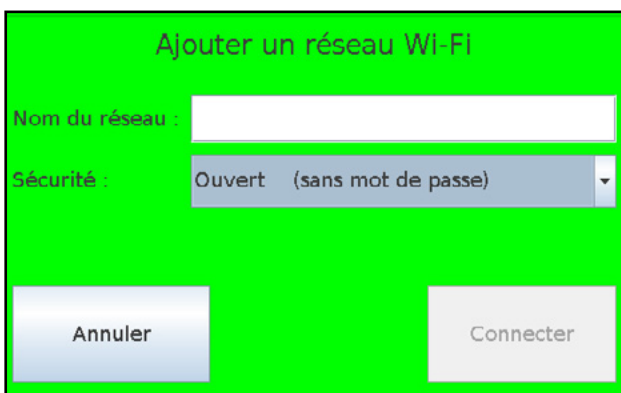 Ajouter un réseau Wi-Fi
Nom du réseau :
Sécurité : Ouvert (sans mot de passe)
Annuler Connecter